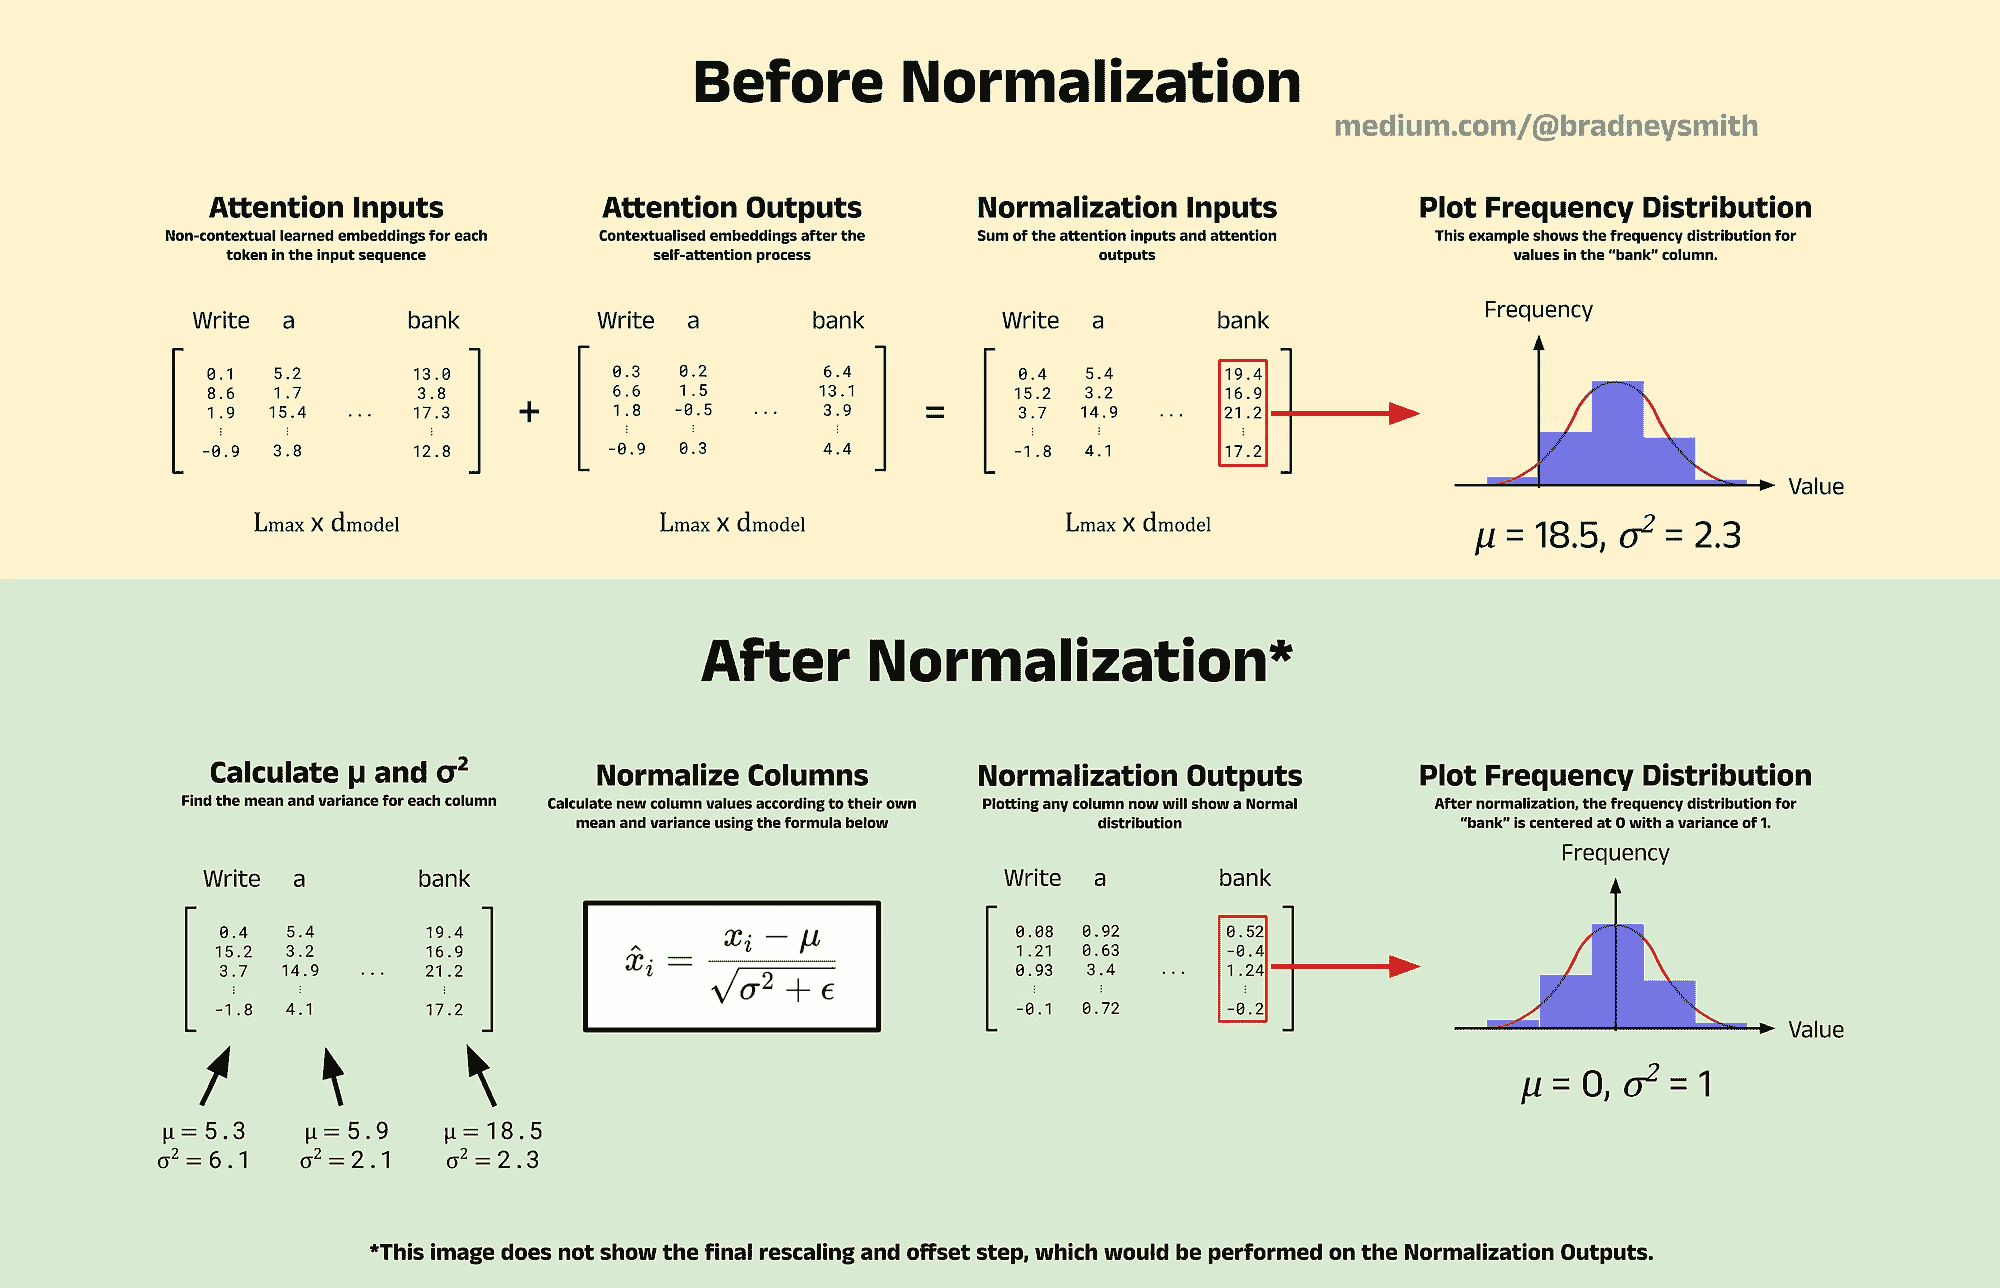 Before Normalization
medium.com/@bradneysmith
Attention Inputs
Non-contextual learned embeddings for each
token in the input sequence
Write a bank
0.1 5.2 13.0
8.6 1.7 3.8
1.9 15.4 ... 17.3
⋮ ⋮ ⋮
-0.9 3.8 12.8
Lmax x dmodel
+
Attention Outputs
Contextualised embeddings after the
self-attention process
Write a bank
0.3 0.2 6.4
6.6 1.5 13.1
1.8 -0.5 ... 3.9
⋮ ⋮ ⋮
-0.9 0.3 4.4
Lmax x dmodel
=
Normalization Inputs
Sum of the attention inputs and attention
outputs
Write a bank
0.4 5.4 19.4
15.2 3.2 16.9
3.7 14.9 ... 21.2
⋮ ⋮ ⋮
-1.8 4.1 17.2
Lmax x dmodel
Plot Frequency Distribution
This example shows the frequency distribution for
values in the “bank” column.
Frequency
Value
μ = 18.5, σ² = 2.3
After Normalization*
Calculate μ and σ²
Find the mean and variance for each column
Write a bank
0.4 5.4 19.4
15.2 3.2 16.9
3.7 14.9 ... 21.2
⋮ ⋮ ⋮
-1.8 4.1 17.2
μ = 5.3 μ = 5.9 μ = 18.5
σ² = 6.1 σ² = 2.1 σ² = 2.3
Normalize Columns
Calculate new column values according to their own
mean and variance using the formula below
x̂ᵢ = (xᵢ − μ) / √(σ² + ϵ)
Normalization Outputs
Plotting any column now will show a Normal
distribution
Write a bank
0.08 0.92 0.52
1.21 0.63 -0.4
0.93 3.4 ... 1.24
⋮ ⋮ ⋮
-0.1 0.72 -0.2
Plot Frequency Distribution
After normalization, the frequency distribution for
“bank” is centered at 0 with a variance of 1.
Frequency
Value
μ = 0, σ² = 1
*This image does not show the final rescaling and offset step, which would be performed on the Normalization Outputs.